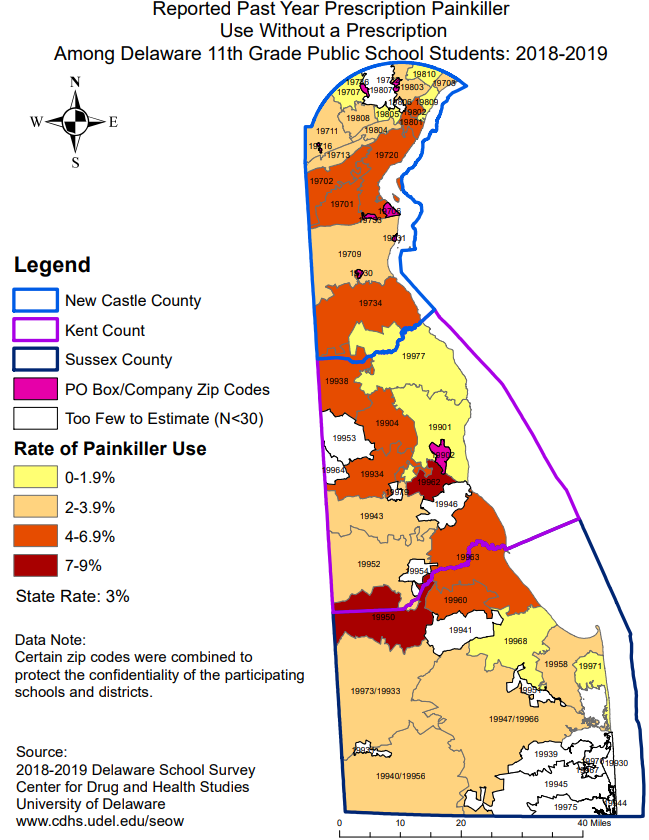 Reported Past Year Prescription Painkiller
Use Without a Prescription
Among Delaware 11th Grade Public School Students: 2018-2019
N
W
E
S
19810
19707
19807
19803
19703
19809
19808
19805
19802
19804
19801
19711
19713
19720
19702
19701
19709
19734
19977
19938
19904
19901
19953
19964
19934
19962
19946
19943
19952
19954
19963
19960
19950
19941
19968
19958
19971
19973/19933
19947/19966
19939
19930
19945
19940/19956
19975
Legend
New Castle County
Kent Count
Sussex County
PO Box/Company Zip Codes
Too Few to Estimate (N<30)
Rate of Painkiller Use
0-1.9%
2-3.9%
4-6.9%
7-9%
State Rate: 3%
Data Note:
Certain zip codes were combined to
protect the confidentiality of the participating
schools and districts.
Source:
2018-2019 Delaware School Survey
Center for Drug and Health Studies
University of Delaware
www.cdhs.udel.edu/seow
0 10 20 40 Miles